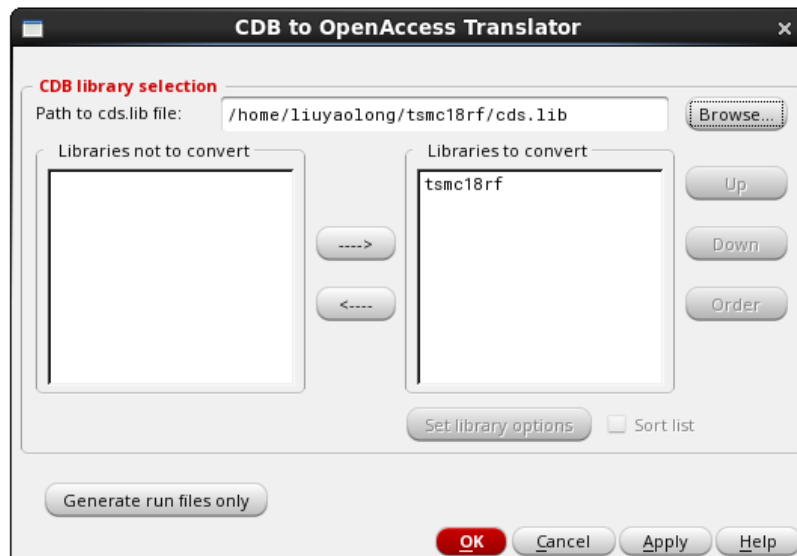 CDB to OpenAccess Translator
CDB library selection
Path to cds.lib file: /home/liuyaolong/tsmc18rf/cds.lib Browse...
Libraries not to convert Libraries to convert
tsmc18rf Up
----> Down
<---- Order
Set library options Sort list
Generate run files only
OK Cancel Apply Help